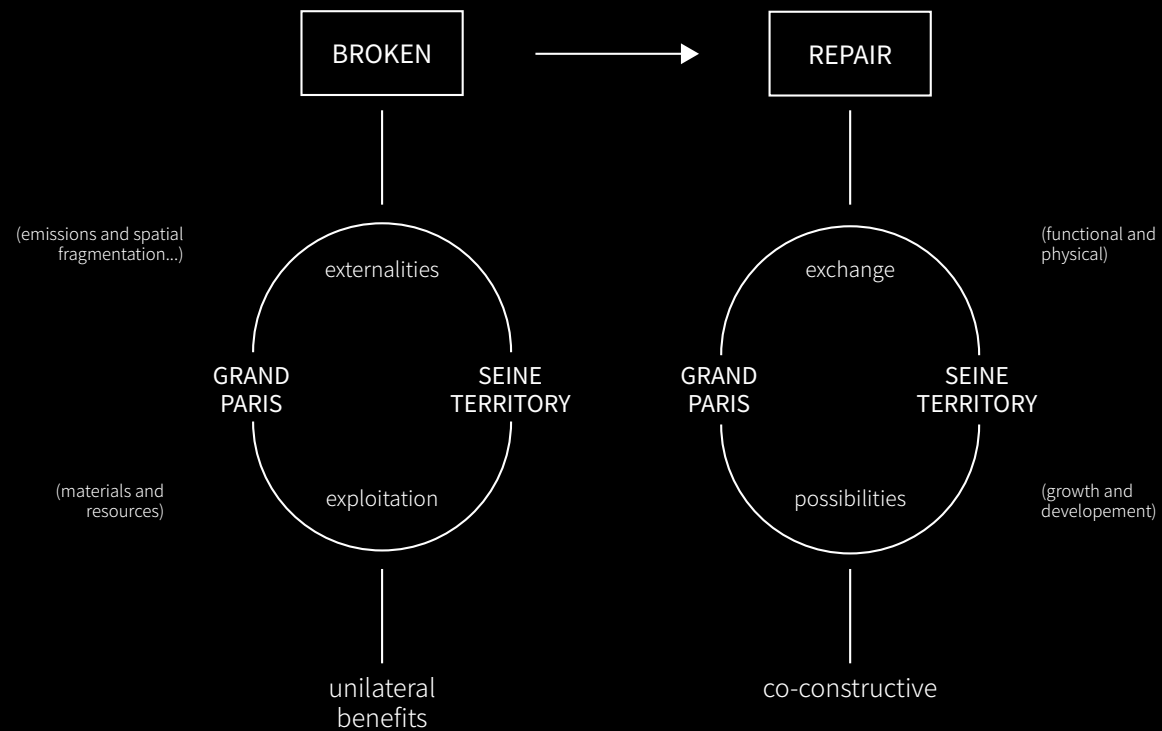 BROKEN
REPAIR
(emissions and spatial
fragmentation...)
externalities
exchange
(functional and
physical)
GRAND
PARIS
SEINE
TERRITORY
GRAND
PARIS
SEINE
TERRITORY
(materials and
resources)
exploitation
possibilities
(growth and
developement)
unilateral
benefits
co-constructive